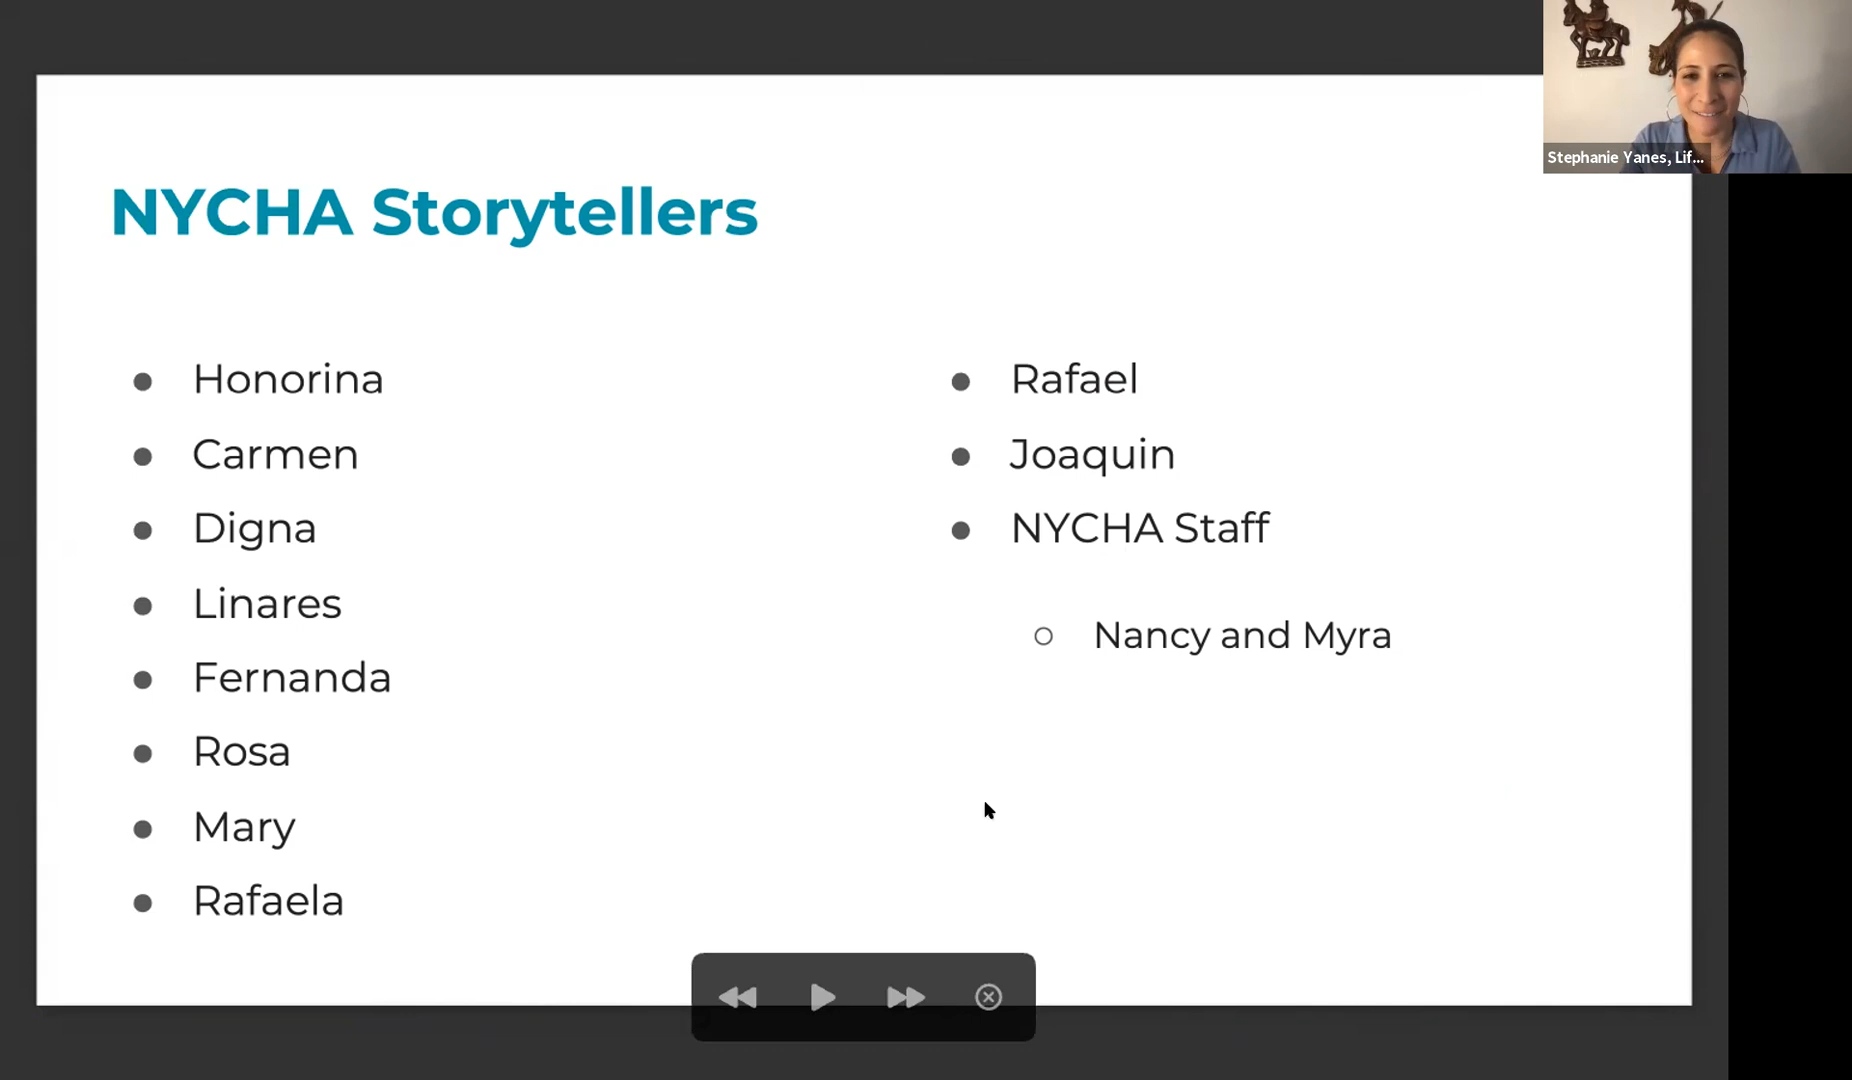 NYCHA Storytellers
Honorina
Carmen
Digna
Linares
Fernanda
Rosa
Mary
Rafaela
Rafael
Joaquin
NYCHA Staff
Nancy and Myra
Stephanie Yanes, Lif...